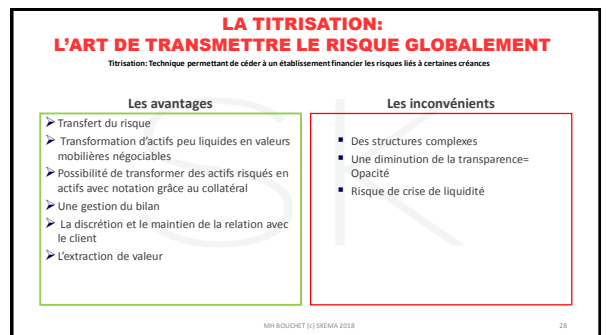 LA TITRISATION:
L'ART DE TRANSMETTRE LE RISQUE GLOBALEMENT
Titrisation: Technique permettant de céder à un établissement financier les risques liés à certaines créances
Les avantages
➢ Transfert du risque
➢ Transformation d'actifs peu liquides en valeurs
mobilières négociables
➢ Possibilité de transformer des actifs risqués en
actifs avec notation grâce au collatéral
➢ Une gestion du bilan
➢ La discrétion et le maintien de la relation avec
le client
➢ L'extraction de valeur
Les inconvénients
▪ Des structures complexes
▪ Une diminution de la transparence=
Opacité
▪ Risque de crise de liquidité
SK
MH BOUCHET (c) SKEMA 2018
28